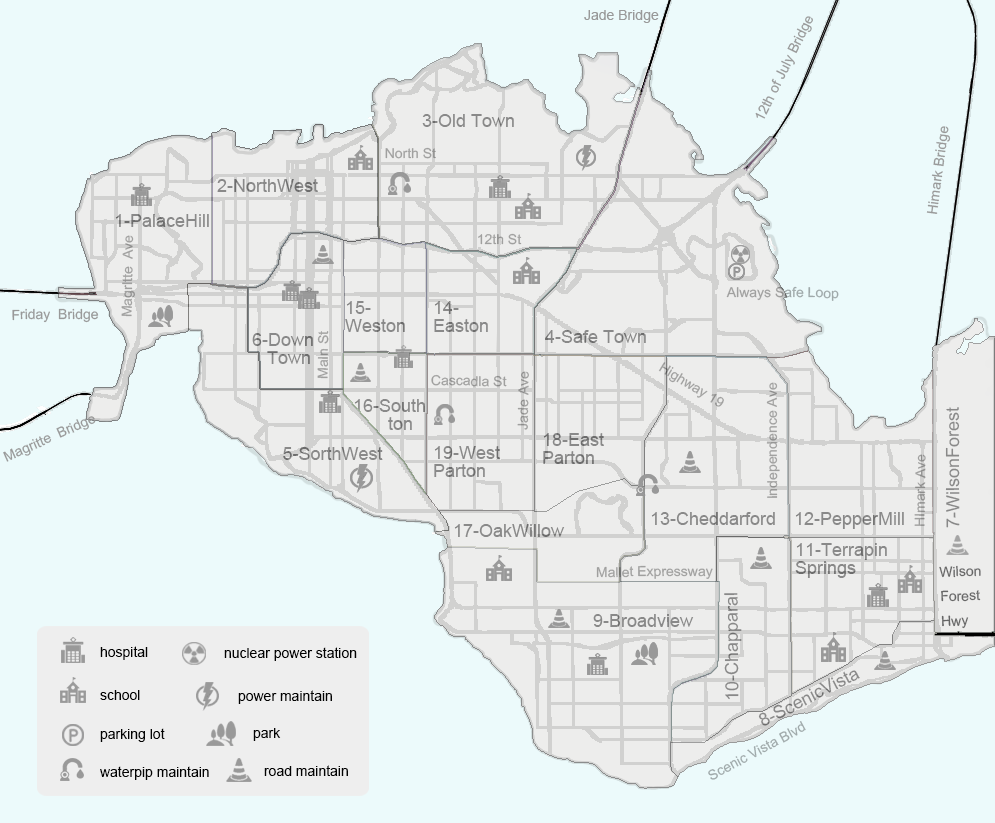 Jade Bridge
12th of July Bridge
Himark Bridge
3-Old Town
North St
2-NorthWest
1-PalaceHill
12th St
Magritte Ave
Always Safe Loop
Friday Bridge
15-
Weston
14-
Easton
6-Down
Town
Main St
4-Safe Town
Highway 19
Cascadla St
Jade Ave
Independence Ave
16-South
ton
Magritte Bridge
18-East
Parton
5-SorthWest
19-West
Parton
HImark Ave
7-WilsonForest
17-OakWillow
13-Cheddarford
12-PepperMill
11-Terrapin
Springs
Mallet Expressway
Wilson
Forest
Hwy
9-Broadview
10-Chapparal
8-ScenicVista
Scenic Vista Blvd
hospital
nuclear power station
school
power maintain
P
parking lot
park
waterpip maintain
road maintain
P